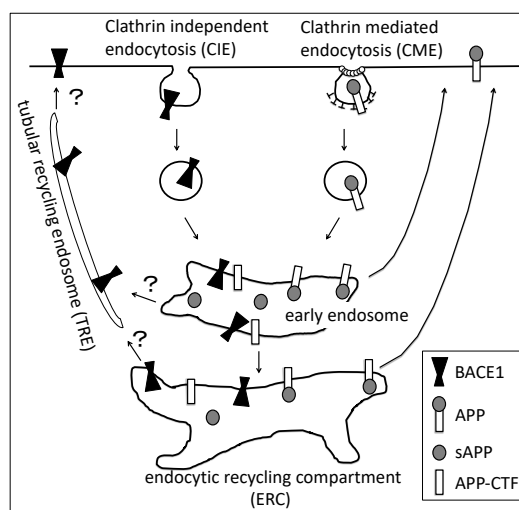 Clathrin independent
endocytosis (CIE)
Clathrin mediated
endocytosis (CME)
?
tubular recycling endosome (TRE)
?
?
early endosome
endocytic recycling compartment
(ERC)
BACE1
APP
sAPP
APP-CTF